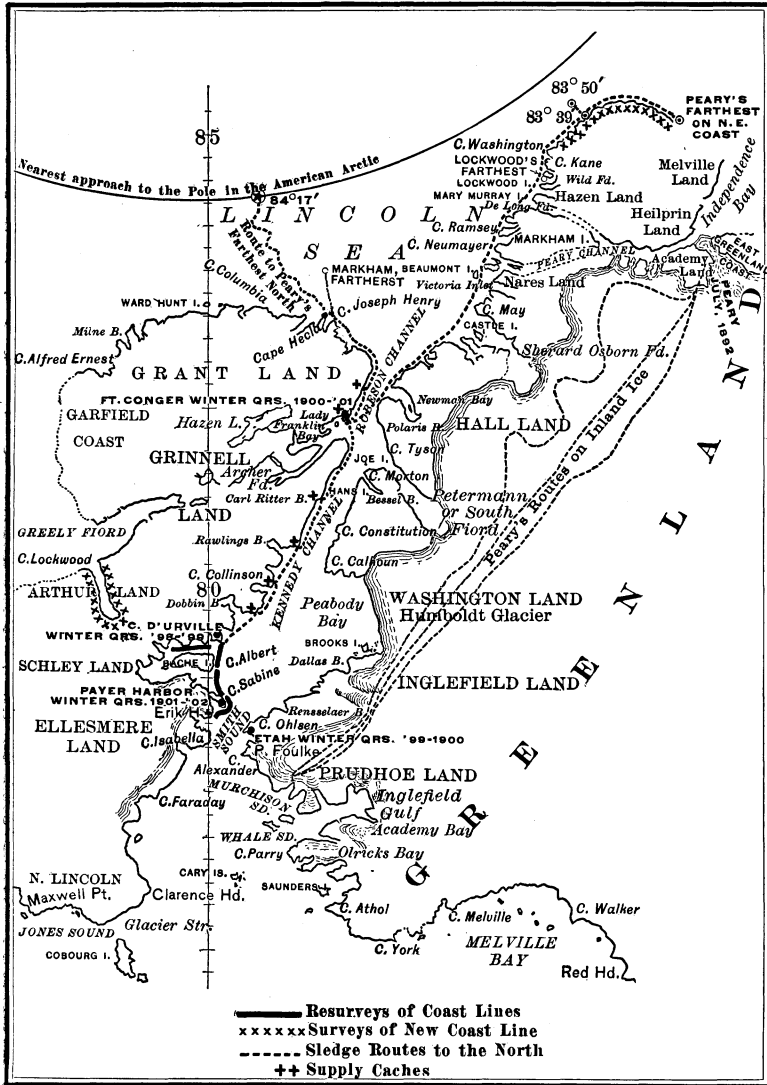 83° 50'
83° 39'
PEARY'S
FARTHEST
ON N.E.
COAST
85
Nearest approach to the Pole in the American Arctic
84°17'
C. Washington
LOCKWOOD'S
FARTHEST
LOCKWOOD I.
C. Kane
Wild Fd.
MARY MURRAY I.
De Long Fd.
Hazen Land
Melville
Land
Independence
Bay
Heilprin
Land
LINCOLN
SEA
Route to Peary's
Farthest North
C. Ramsey
C. Neumayer
MARKHAM I.
PEARY CHANNEL
Academy
Land
EAST
GREENLAND
COAST
PEARY
JULY, 1892
C. Columbia
MARKHAM,
FARTHERST
BEAUMONT I.
Victoria Inlet
Nares Land
WARD HUNT I.
C. Joseph Henry
C. May
CASTLE I.
Milne B.
Cape Hecla
C. Alfred Ernest
Sherard Osborn Fd.
GRANT LAND
ROBESON CHANNEL
FT. CONGER WINTER QRS. 1900-'01
Newman Bay
GARFIELD
COAST
Hazen L.
Lady
Franklin
Bay
Polaris B.
HALL LAND
C. Tyson
GRINNELL
JOE I.
Archer
Fd.
C. Morton
Carl Ritter B.
HANS I.
Bessel B.
Petermann
or South
Fiord
Peary's Routes on Inland Ice
LAND
GREELY FIORD
Rawlings B.
C. Constitution
KENNEDY CHANNEL
C. Lockwood
C. Collinson
C. Calhoun
80
ARTHUR LAND
Dobbin B.
Peabody
Bay
WASHINGTON LAND
Humboldt Glacier
C. D'URVILLE
WINTER QRS. '98-'99
BROOKS I.
Dallas B.
SCHLEY LAND
BACHE I.
C. Albert
C. Sabine
INGLEFIELD LAND
PAYER HARBOR
WINTER QRS. 1901-'02
Rensselaer B.
Erik H.
ELLESMERE
LAND
SMITH
SOUND
C. Ohlsen
C. Isabella
ETAH WINTER QRS. '99-1900
P. Foulke
C.
Alexander
PRUDHOE LAND
MURCHISON
SD.
Inglefield
Gulf
C. Faraday
Academy Bay
WHALE SD.
C. Parry
Olricks Bay
GREENLAND
CARY IS.
SAUNDERS I.
N. LINCOLN
Maxwell Pt.
Clarence Hd.
JONES SOUND
Glacier Str.
COBOURG I.
C. Athol
C. York
C. Melville
MELVILLE
BAY
C. Walker
Red Hd.
Resurveys of Coast Lines
xxxxxx Surveys of New Coast Line
Sledge Routes to the North
++ Supply Caches